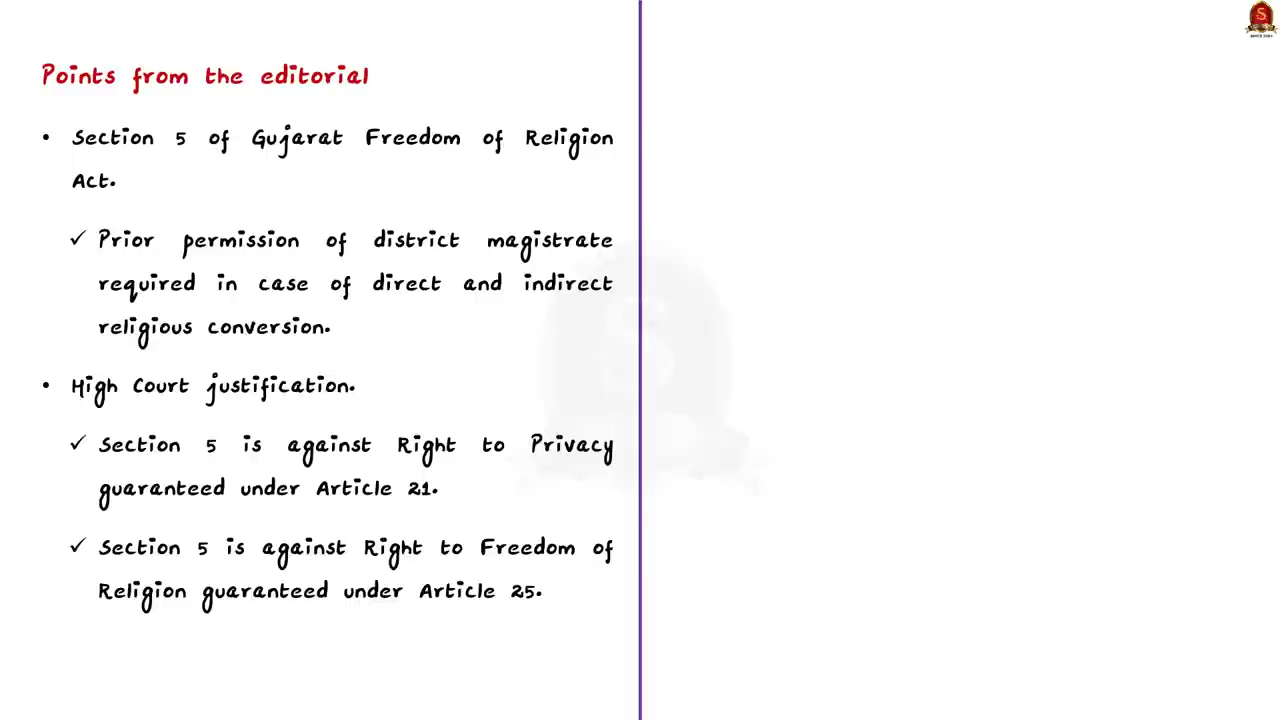 Points from the editorial
• Section 5 of Gujarat Freedom of Religion
Act.
✓ Prior permission of district magistrate
required in case of direct and indirect
religious conversion.
• High Court justification.
✓ Section 5 is against Right to Privacy
guaranteed under Article 21.
✓ Section 5 is against Right to Freedom of
Religion guaranteed under Article 25.